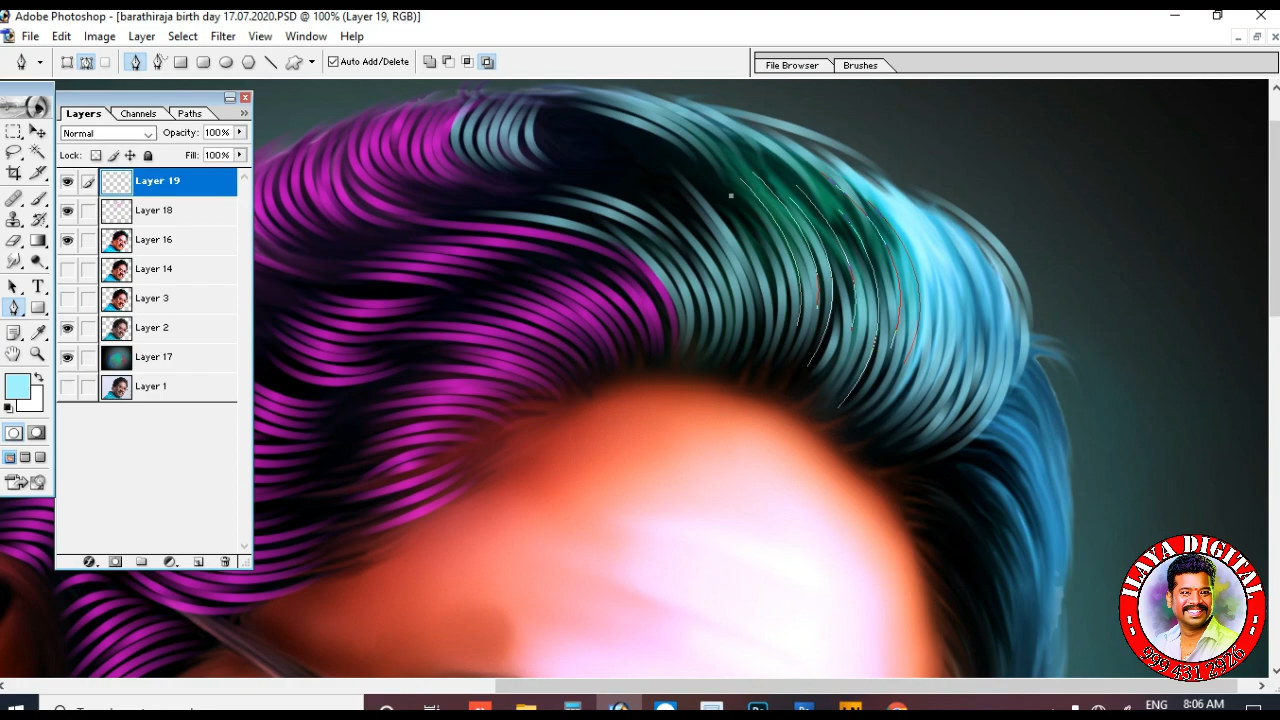 Adobe Photoshop - [barathiraja birth day 17.07.2020.PSD @ 100% (Layer 19, RGB)]
File Edit Image Layer Select Filter View Window Help
Auto Add/Delete
File Browser Brushes
Layers Channels Paths
Normal Opacity: 100%
Lock: Fill: 100%
Layer 19
Layer 18
Layer 16
Layer 14
Layer 3
Layer 2
Layer 17
Layer 1
ILAYA DIGITAL
999 431 2926
ENG 8:06 AM